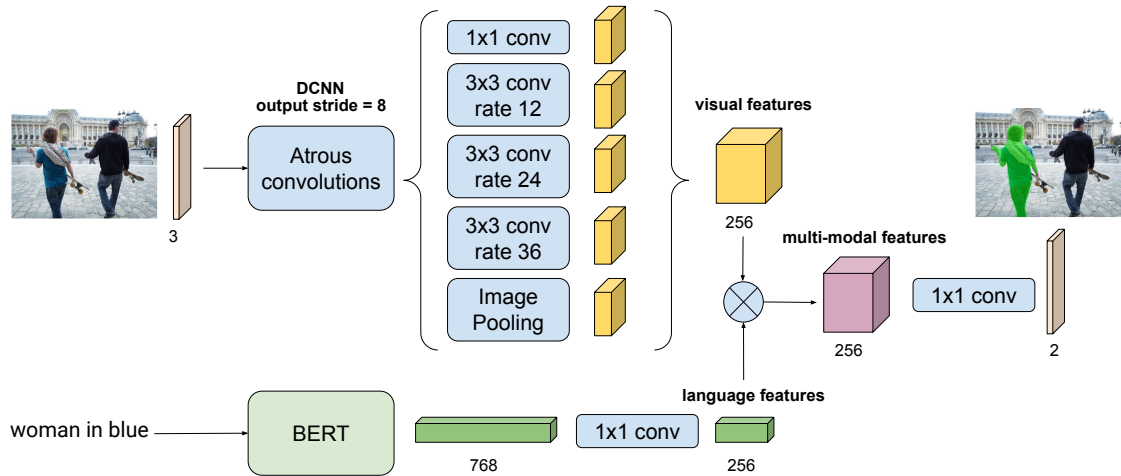 1x1 conv
3x3 conv
rate 12
3x3 conv
rate 24
3x3 conv
rate 36
Image
Pooling
DCNN
output stride = 8
Atrous
convolutions
3
visual features
256
multi-modal features
256
1x1 conv
2
language features
woman in blue
BERT
768
1x1 conv
256